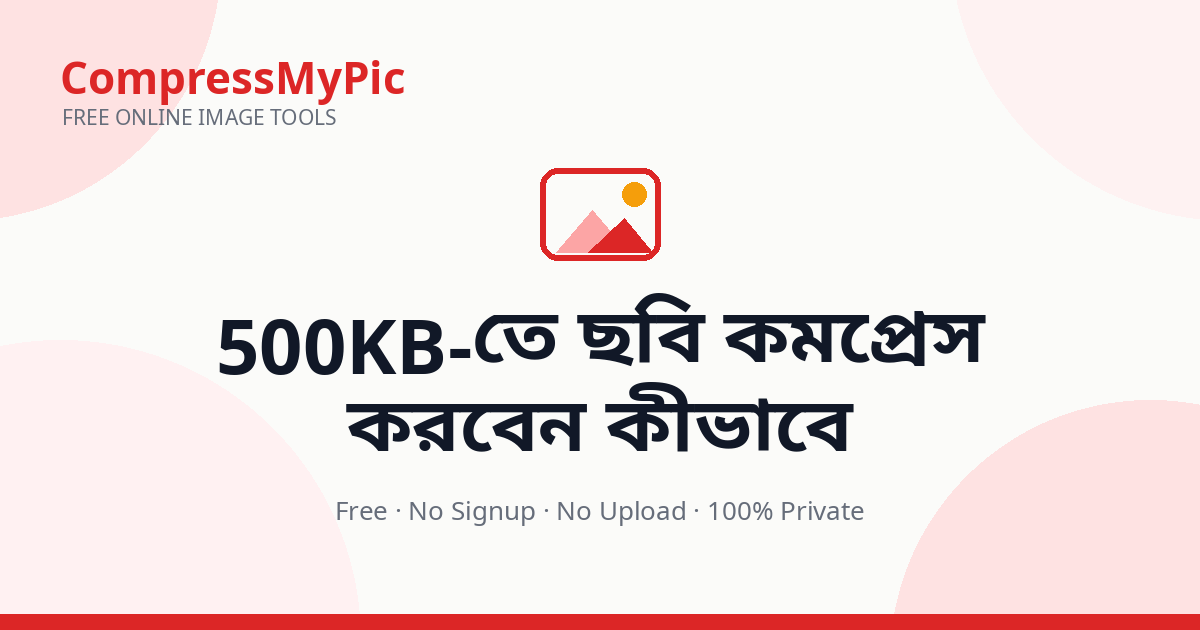 CompressMyPic
FREE ONLINE IMAGE TOOLS
500KB-তে ছবি কমপ্রেস
করবেন কীভাবে
Free · No Signup · No Upload · 100% Private